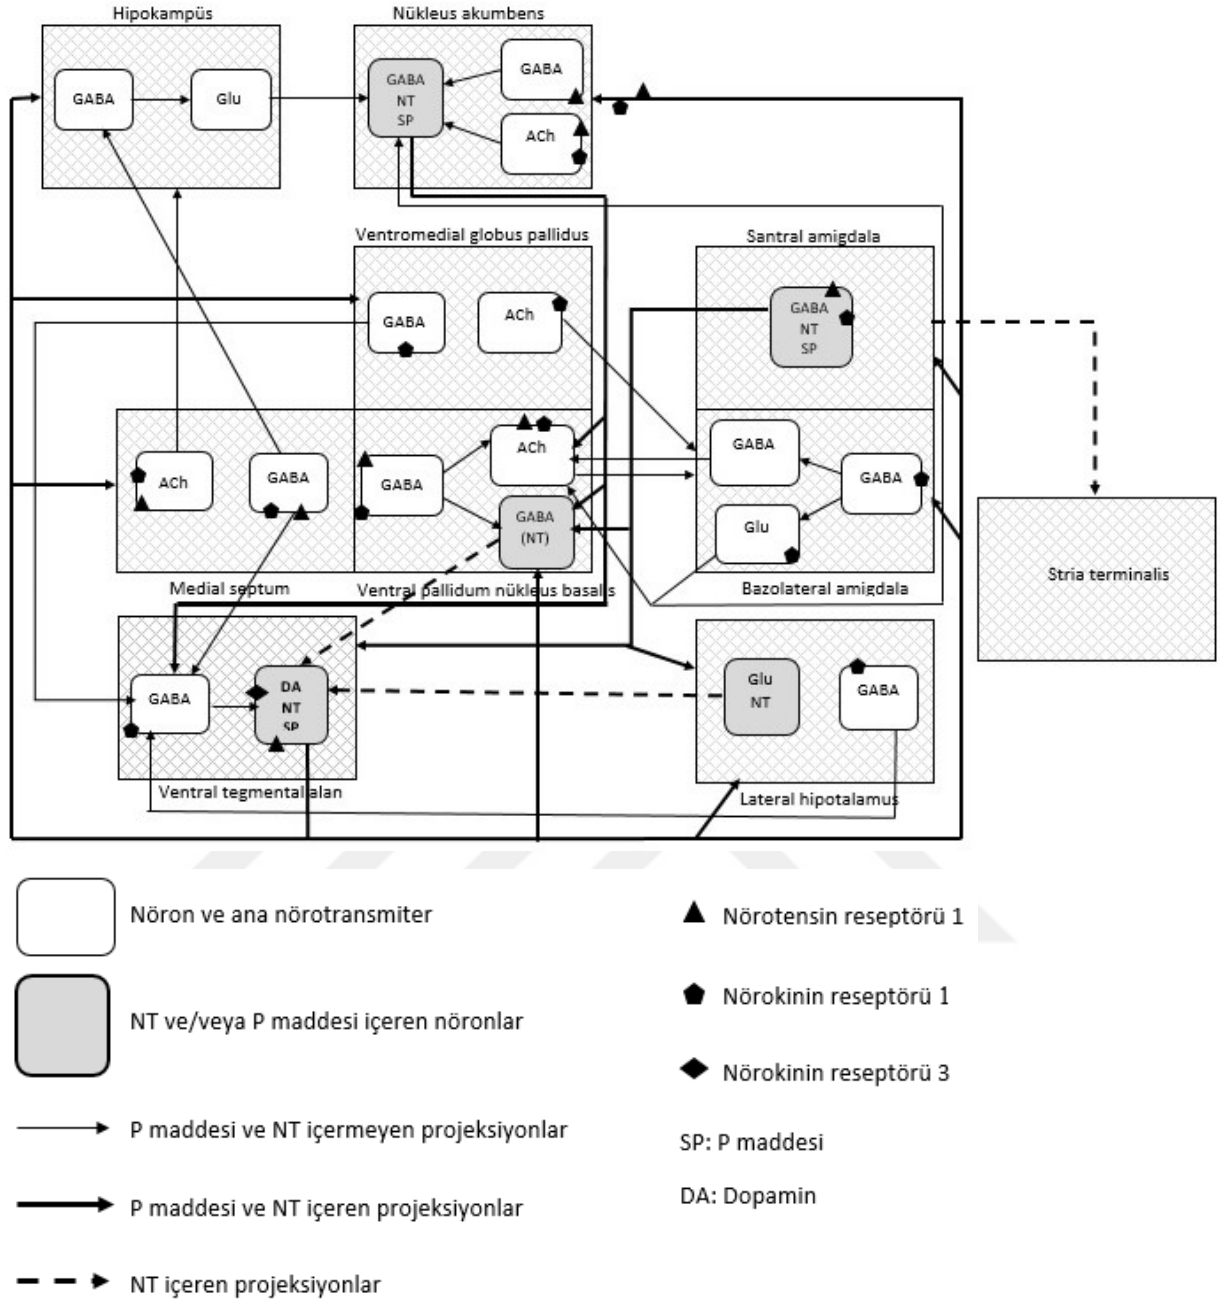 Hipokampüs
Nükleus akumbens
GABA
Glu
GABA
NT
SP
GABA
ACh
Ventromedial globus pallidus
Santral amigdala
GABA
ACh
GABA
NT
SP
ACh
GABA
GABA
ACh
GABA
(NT)
GABA
GABA
Glu
Stria terminalis
Medial septum
Ventral pallidum nükleus basalis
Bazolateral amigdala
GABA
DA
NT
SP
Glu
NT
GABA
Ventral tegmental alan
Lateral hipotalamus
Nöron ve ana nörotransmiter
NT ve/veya P maddesi içeren nöronlar
P maddesi ve NT içermeyen projeksiyonlar
P maddesi ve NT içeren projeksiyonlar
NT içeren projeksiyonlar
Nörotensin reseptörü 1
Nörokinin reseptörü 1
Nörokinin reseptörü 3
SP: P maddesi
DA: Dopamin